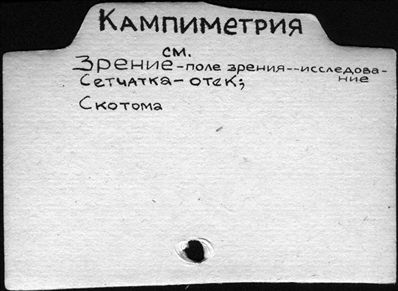 Кампиметрия
см.
Зрение-поле зрения--исследова-
ние
Сетчатка-отек;
Скотома